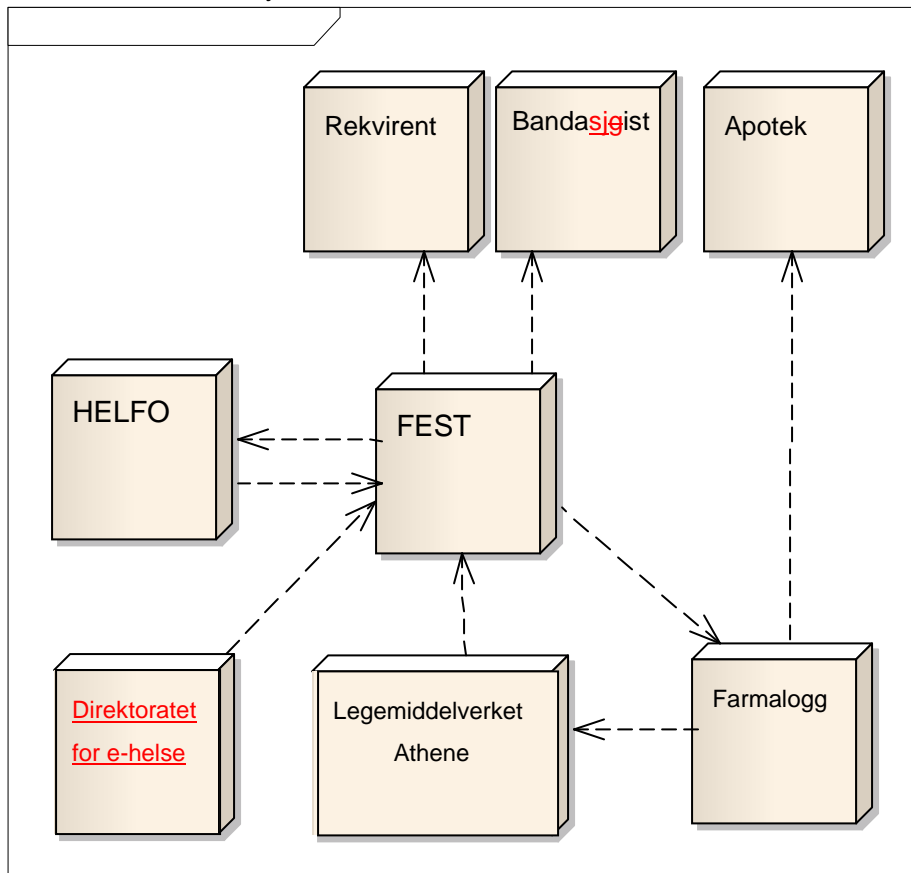 Rekvirent
Bandasjgist
Apotek
HELFO
FEST
Direktoratet
for e-helse
Legemiddelverket
Athene
Farmalogg